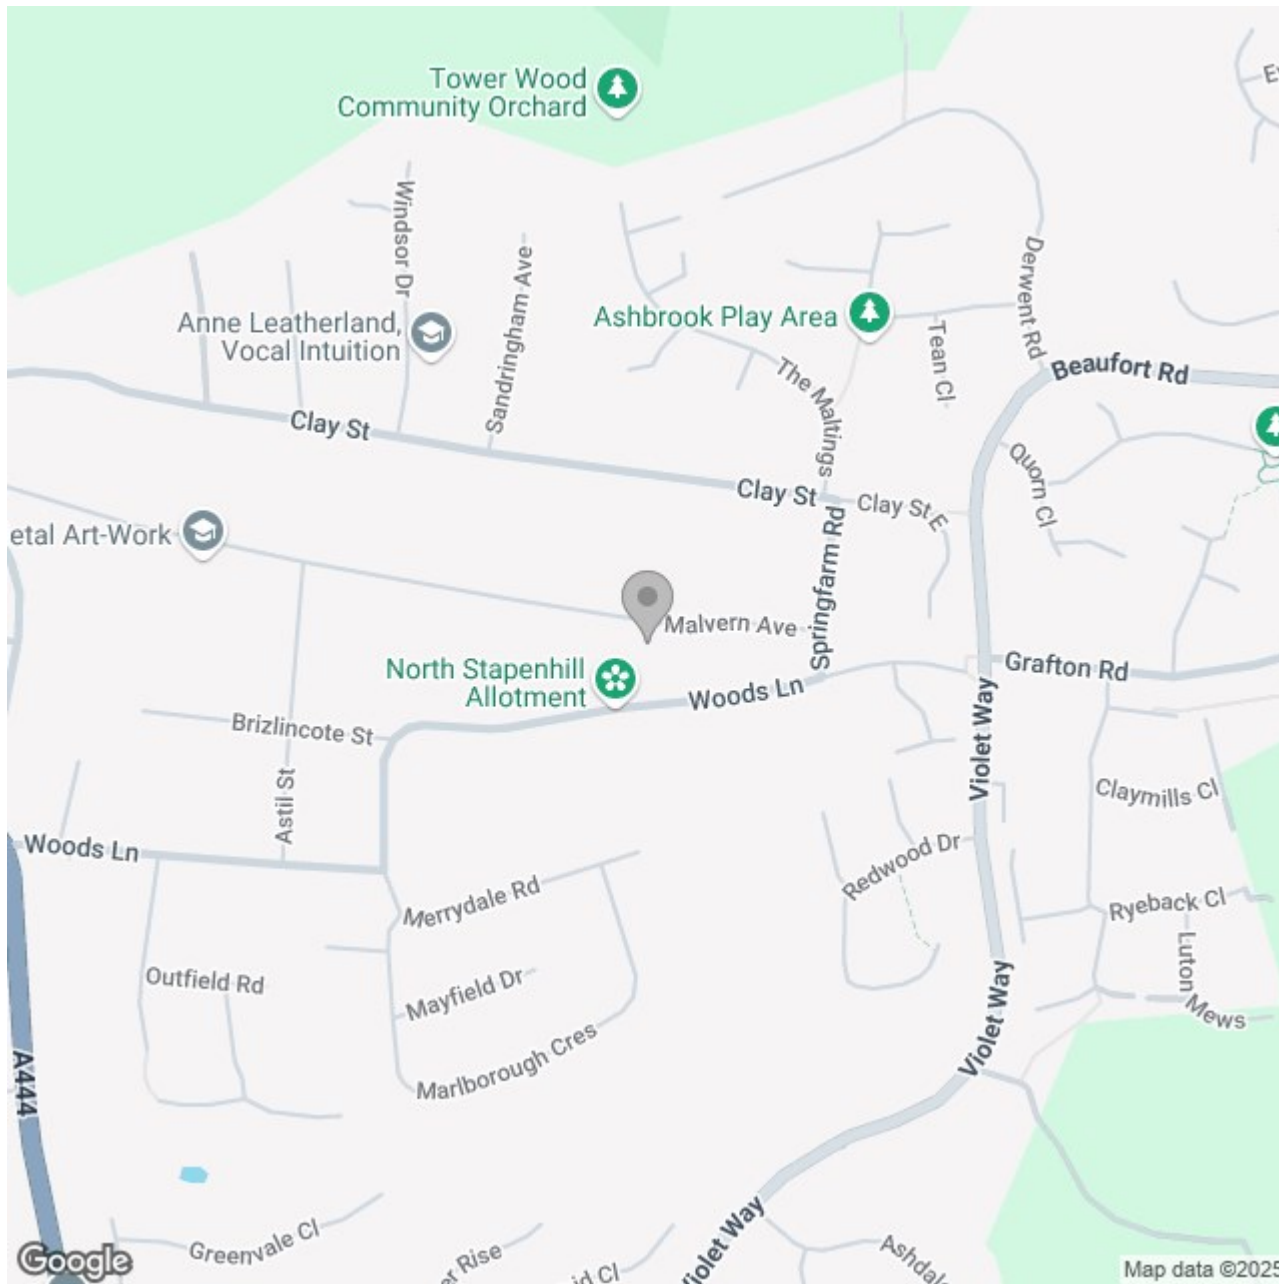 Tower Wood
Community Orchard
Windsor Dr
Sandringham Ave
Anne Leatherland,
Vocal Intuition
Ashbrook Play Area
Derwent Rd
Tean Cl
Beaufort Rd
The Maltings
Clay St
Clay St
Clay St E
Quorn Cl
etal Art-Work
Springfarm Rd
Malvern Ave
North Stapenhill
Allotment
Woods Ln
Grafton Rd
Brizlincote St
Violet Way
Astil St
Claymills Cl
Woods Ln
Redwood Dr
Merrydale Rd
Ryeback Cl
Luton
Mews
Outfield Rd
Mayfield Dr
Violet Way
Marlborough Cres
A444
Violet Way
Greenvale Cl
er Rise
id Cl
Ashdale
Google
Map data ©2025